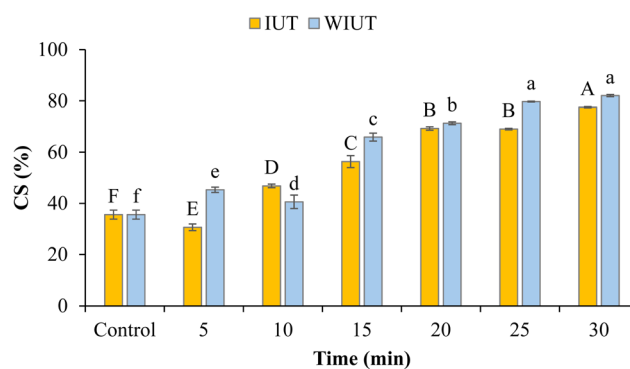 IUT WIUT
100
80
60
40
20
0
CS (%)
F f
E e
D d
C c
B b
B a
A a
Control 5 10 15 20 25 30
Time (min)